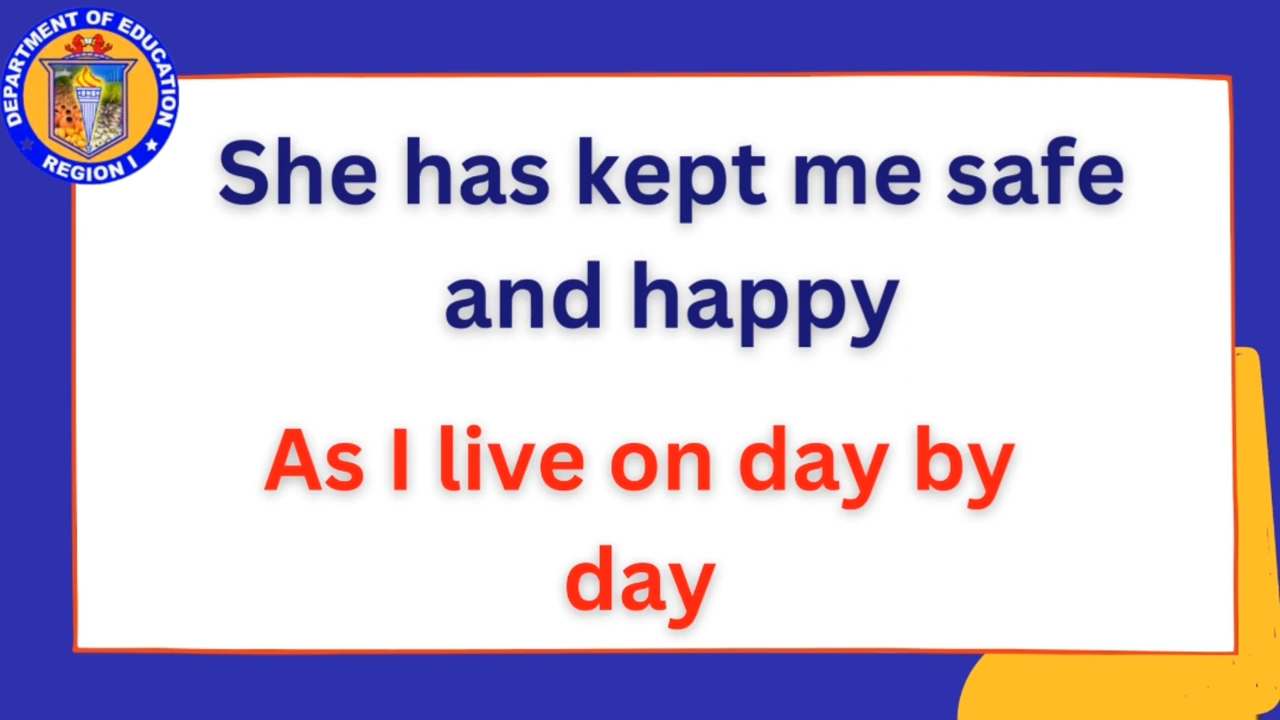 DEPARTMENT OF EDUCATION
REGION I
She has kept me safe
and happy
As I live on day by
day